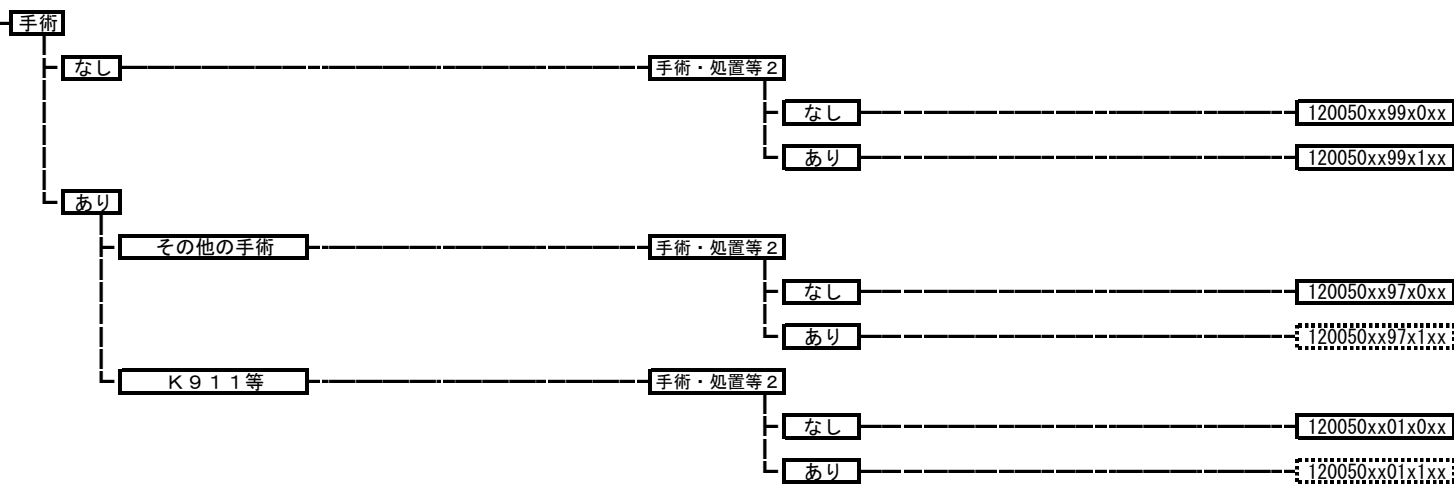 手術
なし 手術・処置等２
なし 120050xx99x0xx
あり 120050xx99x1xx
あり
その他の手術 手術・処置等２
なし 120050xx97x0xx
あり 120050xx97x1xx
Ｋ９１１等 手術・処置等２
なし 120050xx01x0xx
あり 120050xx01x1xx